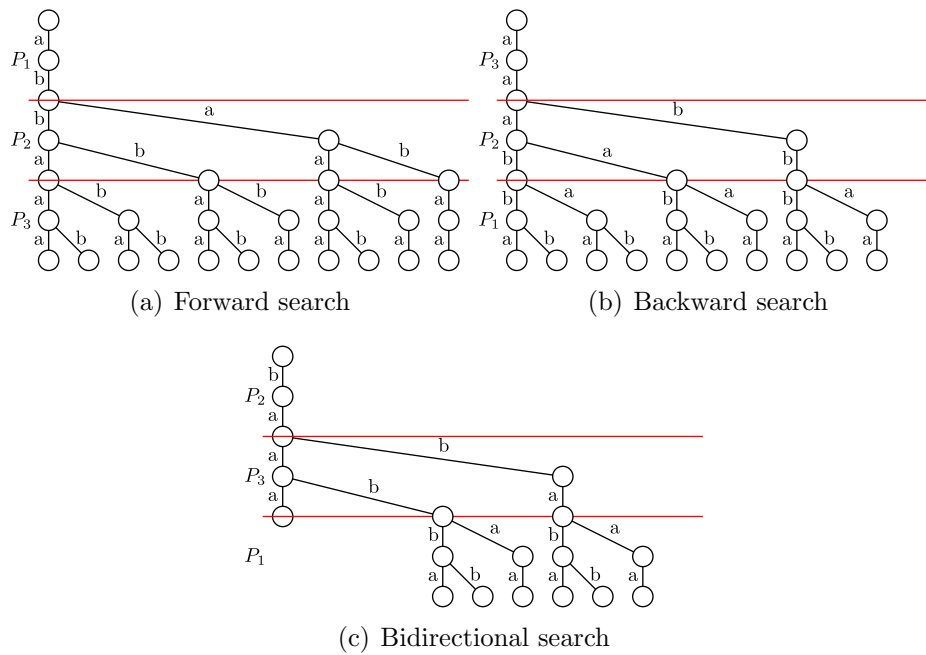 a
P₁
b
a
b
P₂
b b
a a
b b b
a a a a
P₃
a b a b a b a a b a a
(a) Forward search
a
P₃
a
b
a
P₂
a
b b
a a a
b b b
P₁
a b a b a b a a b a
(b) Backward search
b
P₂
a
b
a
P₃
b
a a
a a
b b
P₁
a b a a b a
(c) Bidirectional search